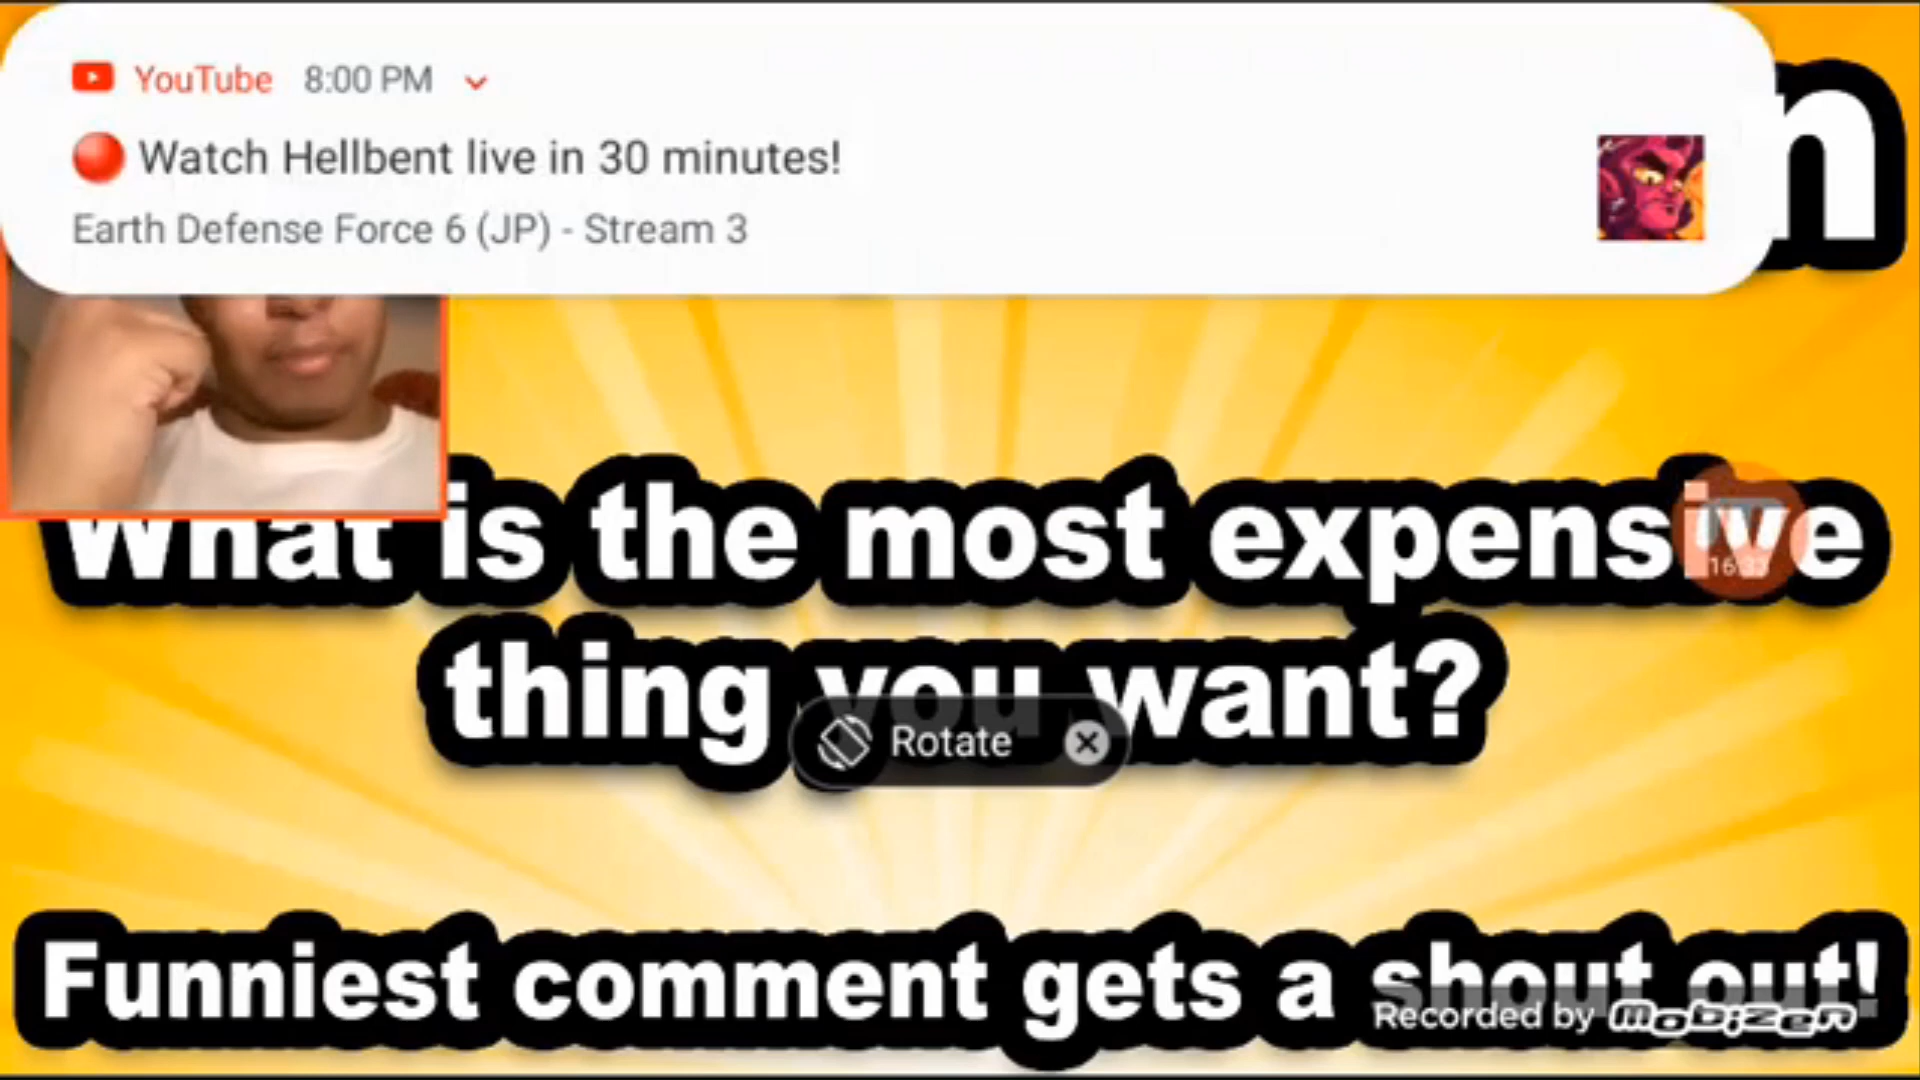 YouTube 8:00 PM
Watch Hellbent live in 30 minutes!
Earth Defense Force 6 (JP) - Stream 3
What is the most expensive
thing you want?
Rotate
Funniest comment gets a shout out!
Recorded by mobizen